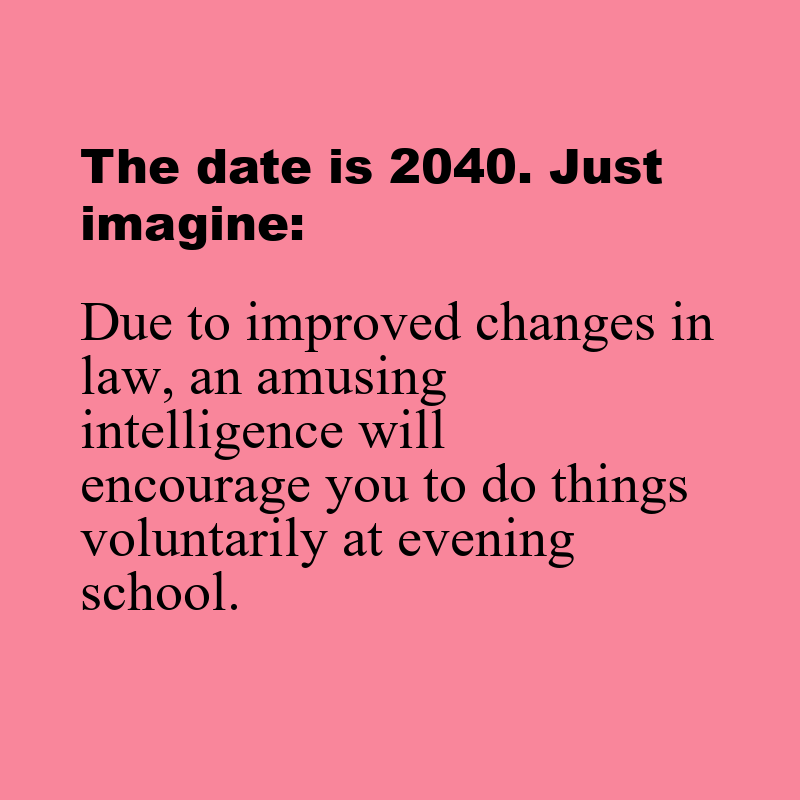 The date is 2040. Just
imagine:
Due to improved changes in
law, an amusing
intelligence will
encourage you to do things
voluntarily at evening
school.